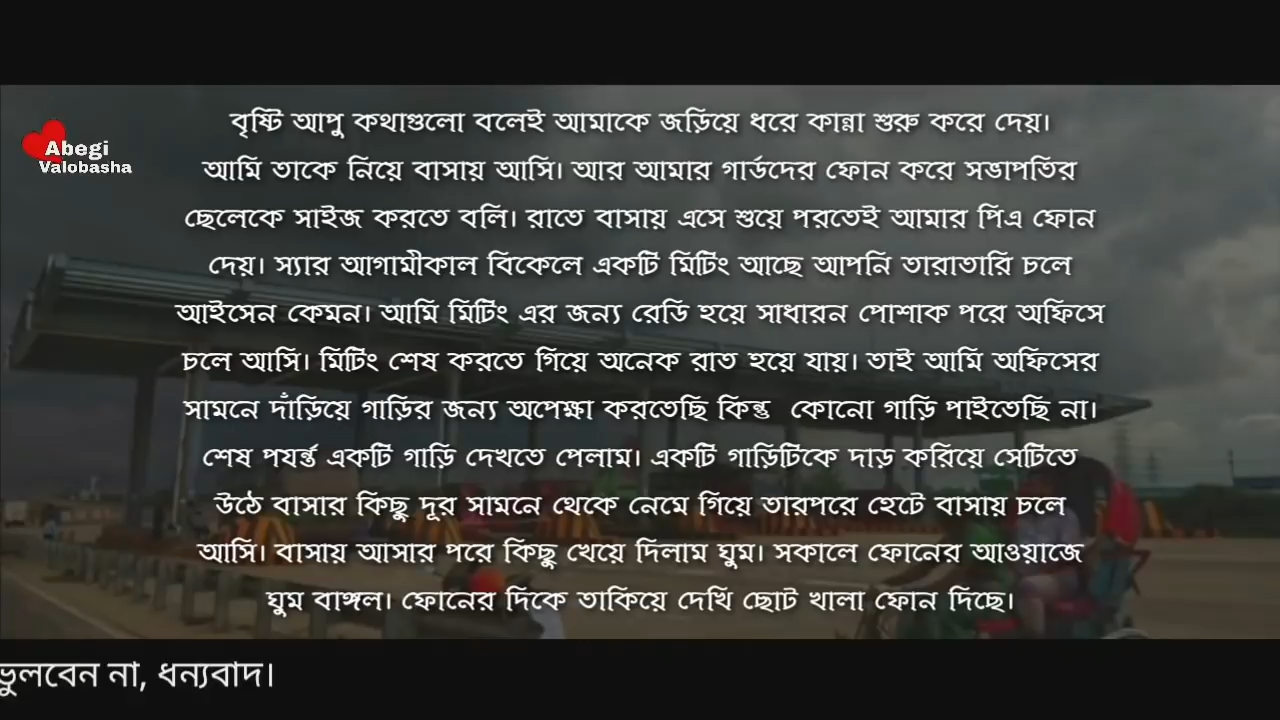 বৃষ্টি আপু কথাগুলো বলেই আমাকে জড়িয়ে ধরে কান্না শুরু করে দেয়।
Abegi
Valobasha
আমি তাকে নিয়ে বাসায় আসি। আর আমার গার্ডদের ফোন করে সভাপতির
ছেলেকে সাইজ করতে বলি। রাতে বাসায় এসে শুয়ে পরতেই আমার পিএ ফোন
দেয়। স্যার আগামীকাল বিকেলে একটি মিটিং আছে আপনি তারাতারি চলে
আইসেন কেমন। আমি মিটিং এর জন্য রেডি হয়ে সাধারন পোশাক পরে অফিসে
চলে আসি। মিটিং শেষ করতে গিয়ে অনেক রাত হয়ে যায়। তাই আমি অফিসের
সামনে দাঁড়িয়ে গাড়ির জন্য অপেক্ষা করতেছি কিন্তু কোনো গাড়ি পাইতেছি না।
শেষ পযর্ন্ত একটি গাড়ি দেখতে পেলাম। একটি গাড়িটিকে দাড় করিয়ে সেটিতে
উঠে বাসার কিছু দূর সামনে থেকে নেমে গিয়ে তারপরে হেটে বাসায় চলে
আসি। বাসায় আসার পরে কিছু খেয়ে দিলাম ঘুম। সকালে ফোনের আওয়াজে
ঘুম বাঙ্গল। ফোনের দিকে তাকিয়ে দেখি ছোট খালা ফোন দিছে।
ভুলবেন না, ধন্যবাদ।